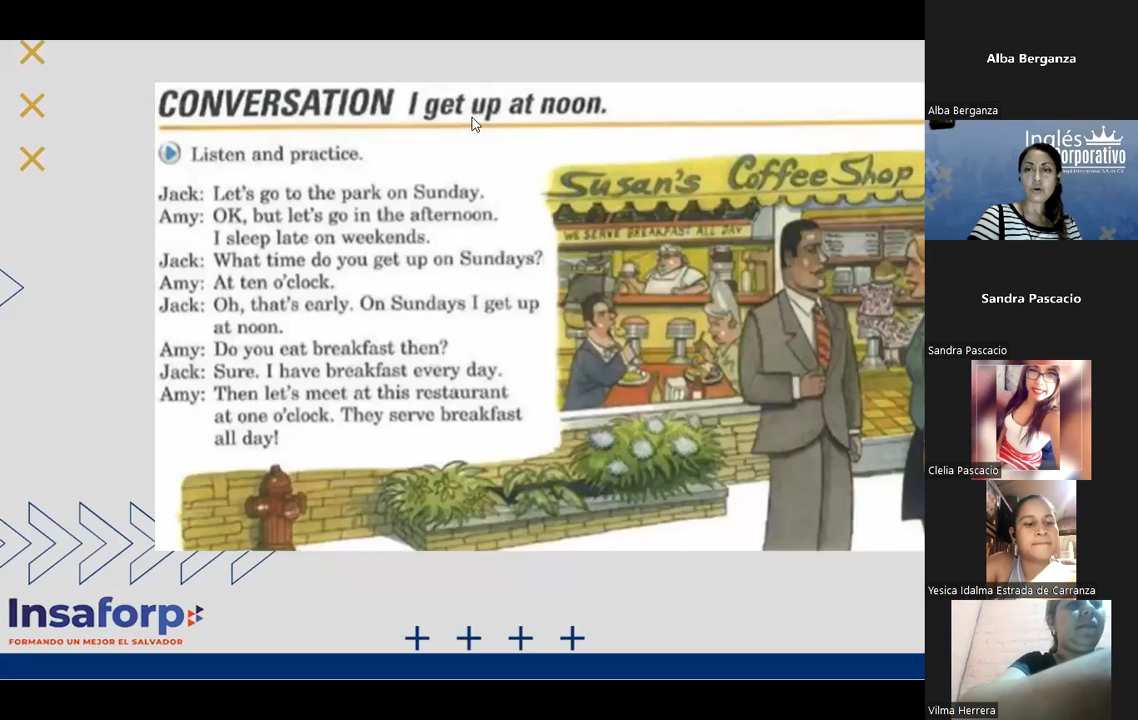 CONVERSATION I get up at noon.
Listen and practice.
Jack: Let's go to the park on Sunday.
Amy: OK, but let's go in the afternoon.
I sleep late on weekends.
Jack: What time do you get up on Sundays?
Amy: At ten o'clock.
Jack: Oh, that's early. On Sundays I get up
at noon.
Amy: Do you eat breakfast then?
Jack: Sure. I have breakfast every day.
Amy: Then let's meet at this restaurant
at one o'clock. They serve breakfast
all day!
Susan's Coffee Shop
WE SERVE BREAKFAST ALL DAY
Insaforp
FORMANDO UN MEJOR EL SALVADOR
Alba Berganza
Alba Berganza
Inglés
Corporativo
Sandra Pascacio
Sandra Pascacio
Clelia Pascacio
Yesica Idalma Estrada de Carranza
Vilma Herrera